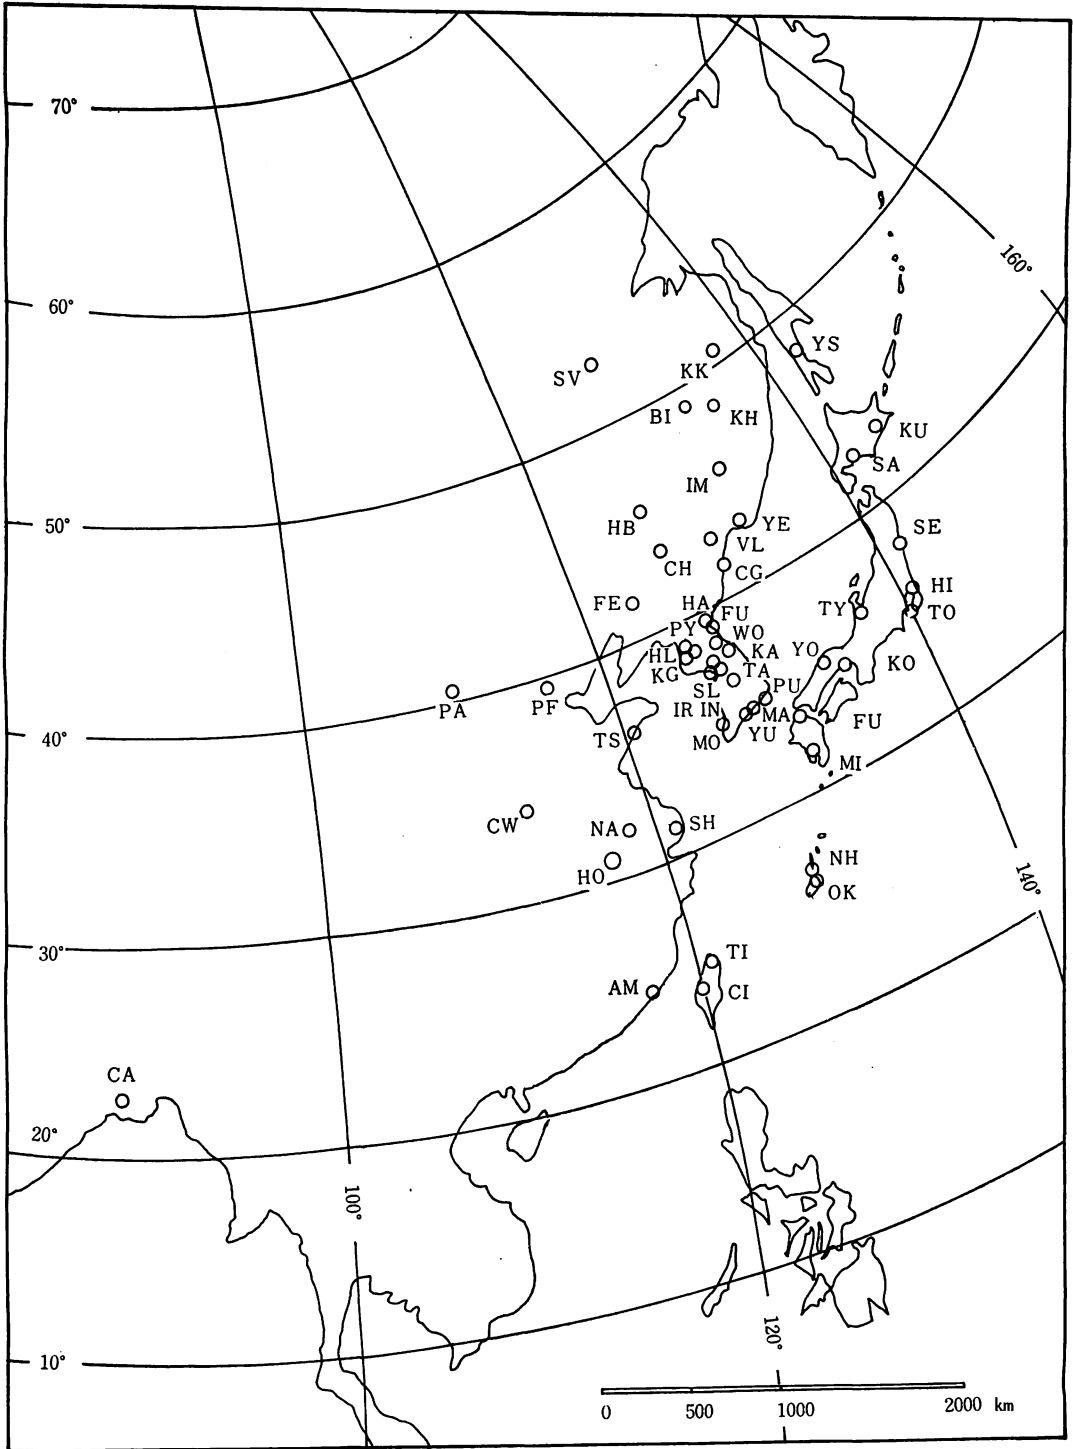 70°
60°
160°
YS
SV
KK
BI
KH
KU
SA
IM
HB
YE
SE
VL
CH
CG
HI
FE
HA
FU
TY
TO
PY
WO
HL
KA
YO
KO
KG
TA
SL
PU
PA
PF
IR
IN
MA
FU
TS
MO
YU
MI
50°
40°
CW
NA
SH
HO
NH
140°
OK
30°
TI
AM
CI
CA
20°
100°
120°
10°
0
500
1000
2000 km